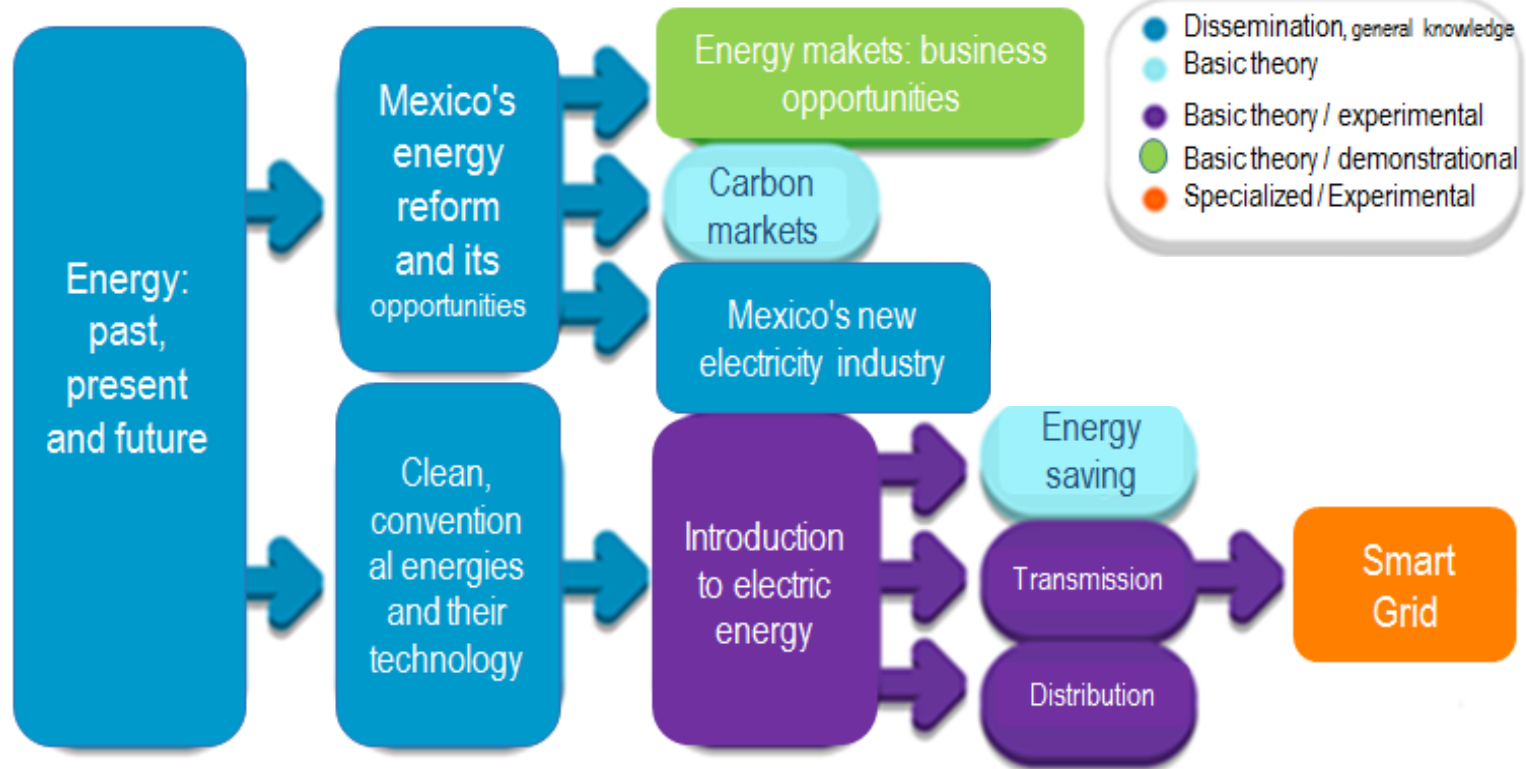 Energy:
past,
present
and future
Mexico's
energy
reform
and its
opportunities
Clean,
convention
al energies
and their
technology
Energy makets: business
opportunities
Carbon
markets
Mexico's new
electricity industry
Introduction
to electric
energy
Energy
saving
Transmission
Distribution
Smart
Grid
Dissemination, general knowledge
Basic theory
Basic theory / experimental
Basic theory / demonstrational
Specialized / Experimental